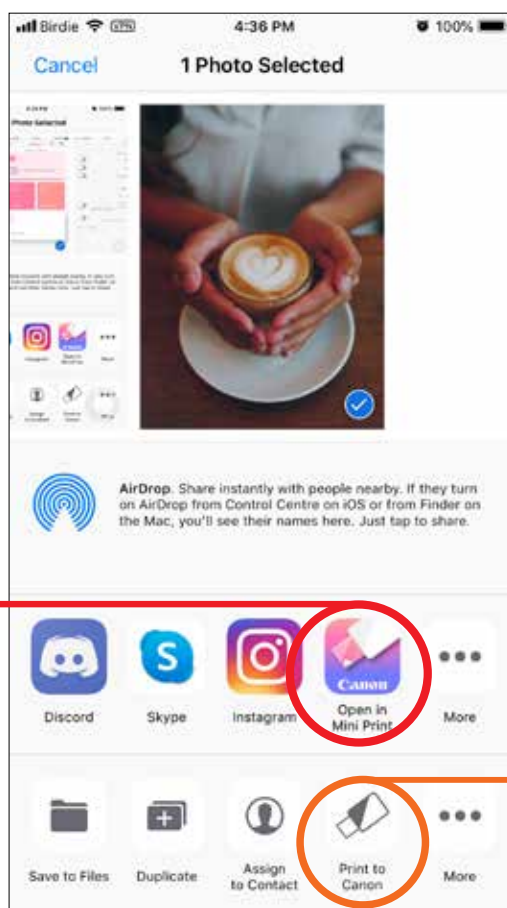 Birdie VPN 4:36 PM 100%
Cancel 1 Photo Selected
AirDrop. Share instantly with people nearby. If they turn
on AirDrop from Control Centre on iOS or from Finder on
the Mac, you'll see their names here. Just tap to share.
Canon
Discord Skype Instagram Open in
Mini Print More
Save to Files Duplicate Assign
to Contact Print to
Canon More